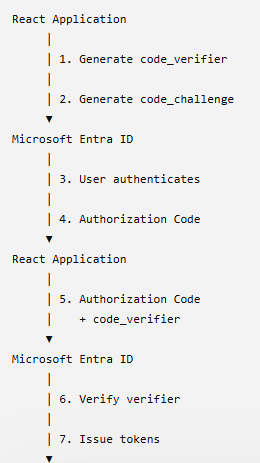 React Application
|
| 1. Generate code_verifier
|
| 2. Generate code_challenge
▼
Microsoft Entra ID
|
| 3. User authenticates
|
| 4. Authorization Code
▼
React Application
|
| 5. Authorization Code
| + code_verifier
▼
Microsoft Entra ID
|
| 6. Verify verifier
|
| 7. Issue tokens
▼